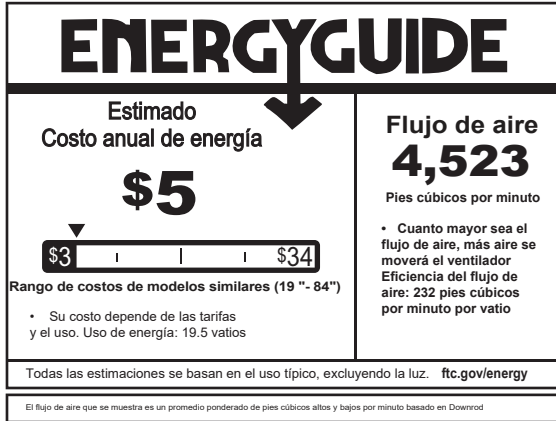 ENERGYGUIDE
Estimado
Costo anual de energía
$5
$3 $34
Rango de costos de modelos similares (19 "- 84")
• Su costo depende de las tarifas
y el uso. Uso de energía: 19.5 vatios
Flujo de aire
4,523
Pies cúbicos por minuto
• Cuanto mayor sea el
flujo de aire, más aire se
moverá el ventilador
Eficiencia del flujo de
aire: 232 pies cúbicos
por minuto por vatio
Todas las estimaciones se basan en el uso típico, excluyendo la luz. ftc.gov/energy
El flujo de aire que se muestra es un promedio ponderado de pies cúbicos altos y bajos por minuto basado en Downrod